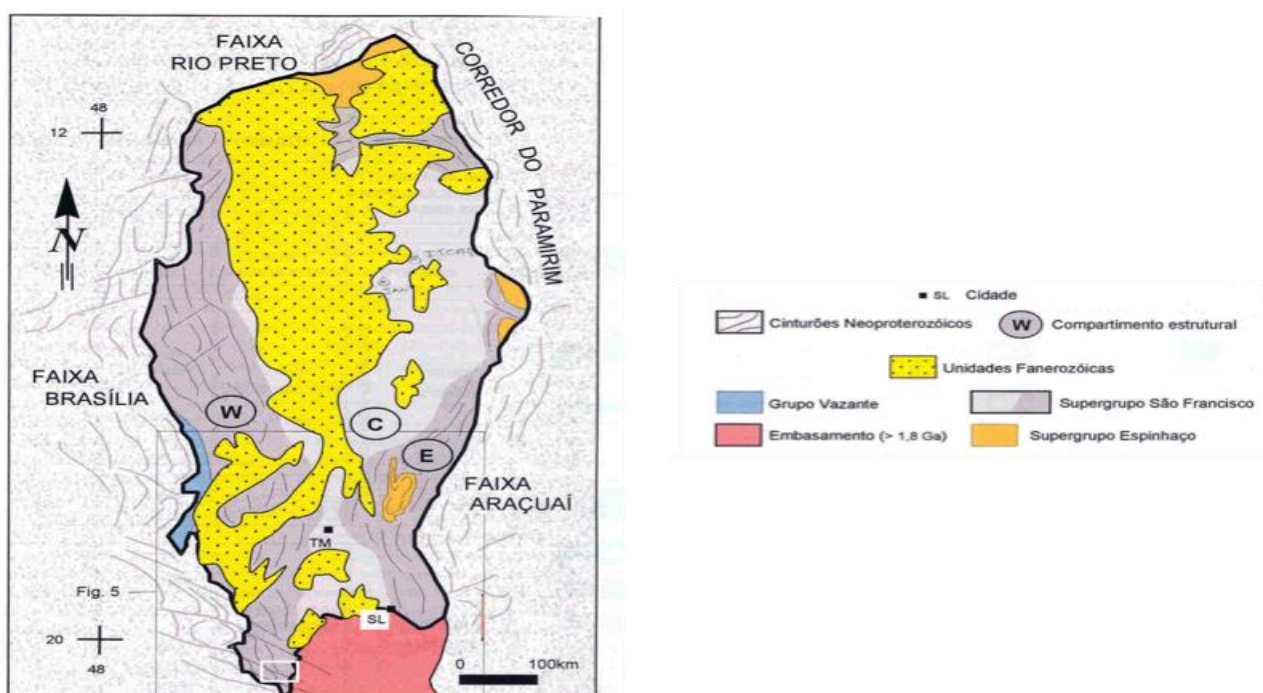 FAIXA
RIO PRETO
CORREDOR DO PARAMIRIM
48
12
N
FAIXA
BRASÍLIA
W
C
E
FAIXA
ARAÇUAÍ
TM
Fig. 5
SL
20
48
0 100km
SL Cidade
Cinturões Neoproterozóicos
W Compartimento estrutural
Unidades Fanerozóicas
Grupo Vazante
Supergrupo São Francisco
Embasamento (> 1,8 Ga)
Supergrupo Espinhaço